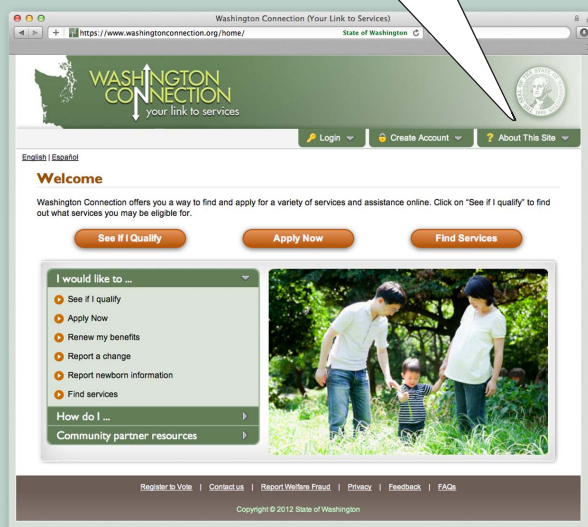 Washington Connection (Your Link to Services)
https://www.washingtonconnection.org/home/
State of Washington
WASHINGTON
CONNECTION
your link to services
Login
Create Account
? About This Site
English | Español
Welcome
Washington Connection offers you a way to find and apply for a variety of services and assistance online. Click on "See if I qualify" to find
out what services you may be eligible for.
See If I Qualify
Apply Now
Find Services
I would like to ...
See if I qualify
Apply Now
Renew my benefits
Report a change
Report newborn information
Find services
How do I ...
Community partner resources
Register to Vote | Contact us | Report Welfare Fraud | Privacy | Feedback | FAQs
Copyright © 2012 State of Washington